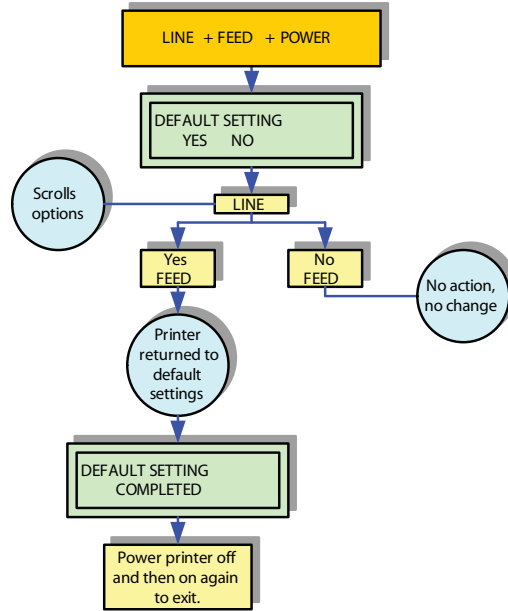 LINE + FEED + POWER
DEFAULT SETTING
YES NO
Scrolls
options
LINE
Yes
FEED
No
FEED
No action,
no change
Printer
returned to
default
settings
DEFAULT SETTING
COMPLETED
Power printer off
and then on again
to exit.